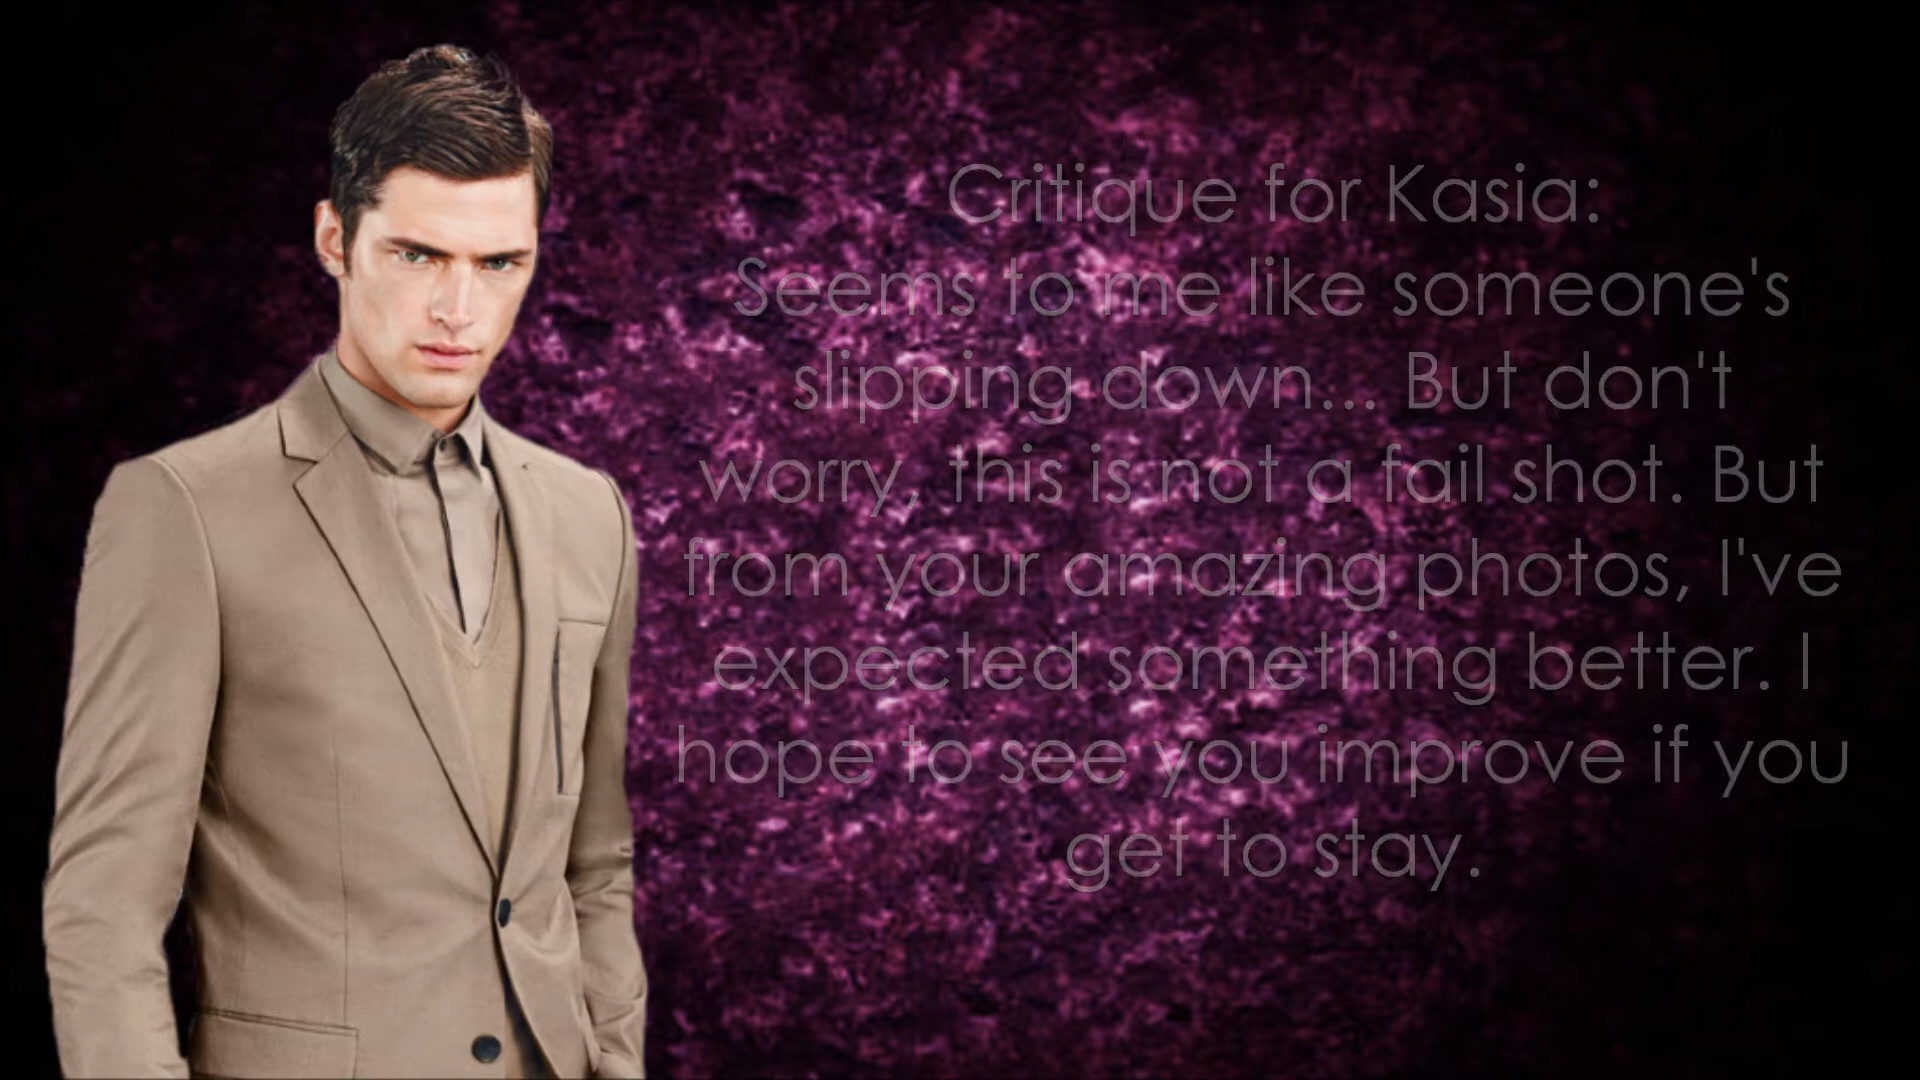 Critique for Kasia:
Seems to me like someone's
slipping down... But don't
worry, this is not a fail shot. But
from your amazing photos, I've
expected something better. I
hope to see you improve if you
get to stay.